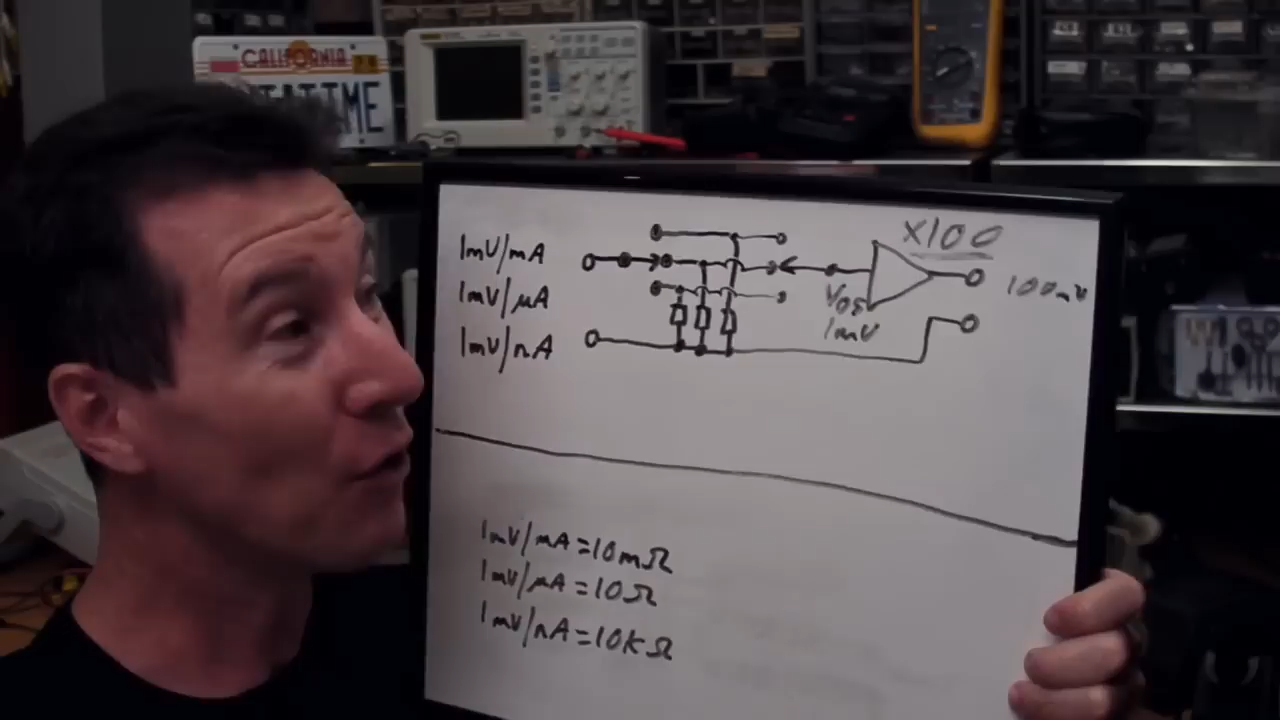 CALIFORNIA
1mV/mA
1mV/µA
1mV/nA
X100
VOS
1mV
100mV
1mV/mA = 10mΩ
1mV/µA = 10Ω
1mV/nA = 10KΩ